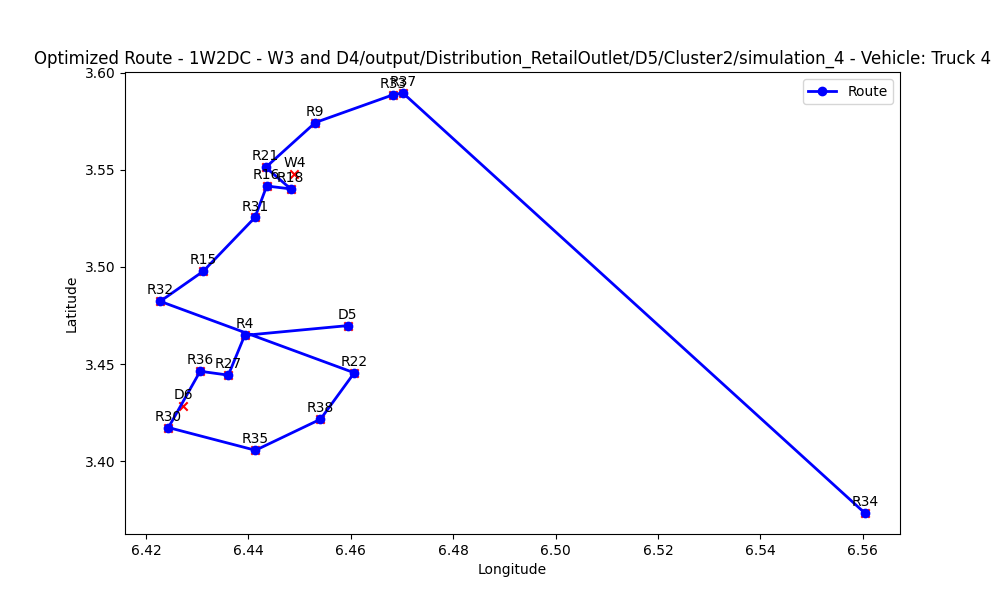 Optimized Route - 1W2DC - W3 and D4/output/Distribution_RetailOutlet/D5/Cluster2/simulation_4 - Vehicle: Truck 4
3.60
Route
R33
R37
R9
R21
W4
3.55
R16
R18
R31
R15
3.50
R32
D5
R4
Latitude
3.45
R36
R27
R22
D6
R30
R38
R35
3.40
R34
6.42 6.44 6.46 6.48 6.50 6.52 6.54 6.56
Longitude